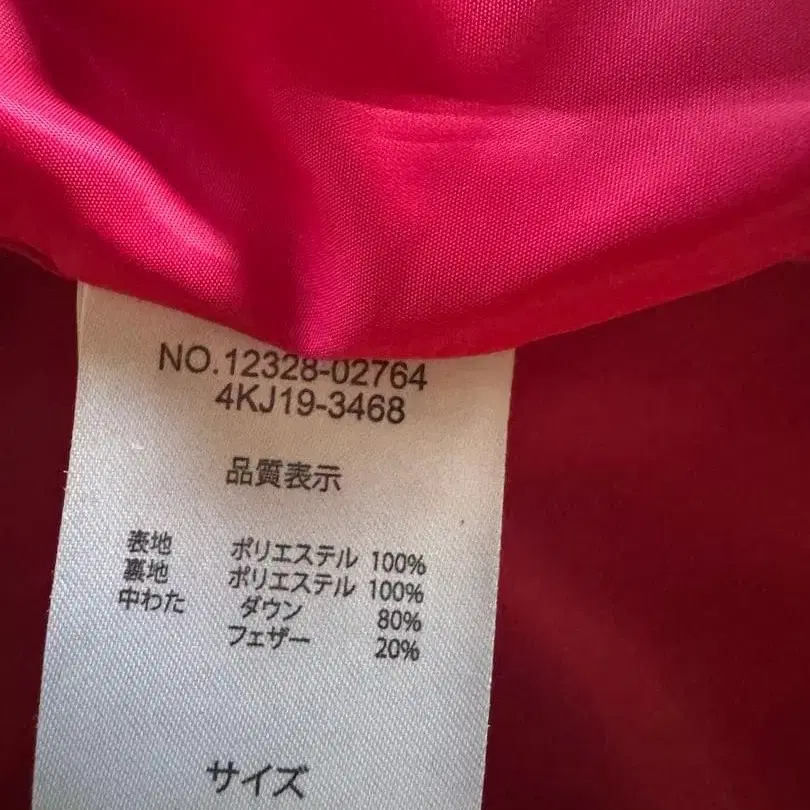 NO.12328-02764
4KJ19-3468
品質表示
表地 ポリエステル 100%
裏地 ポリエステル 100%
中わた ダウン 80%
フェザー 20%
サイズ